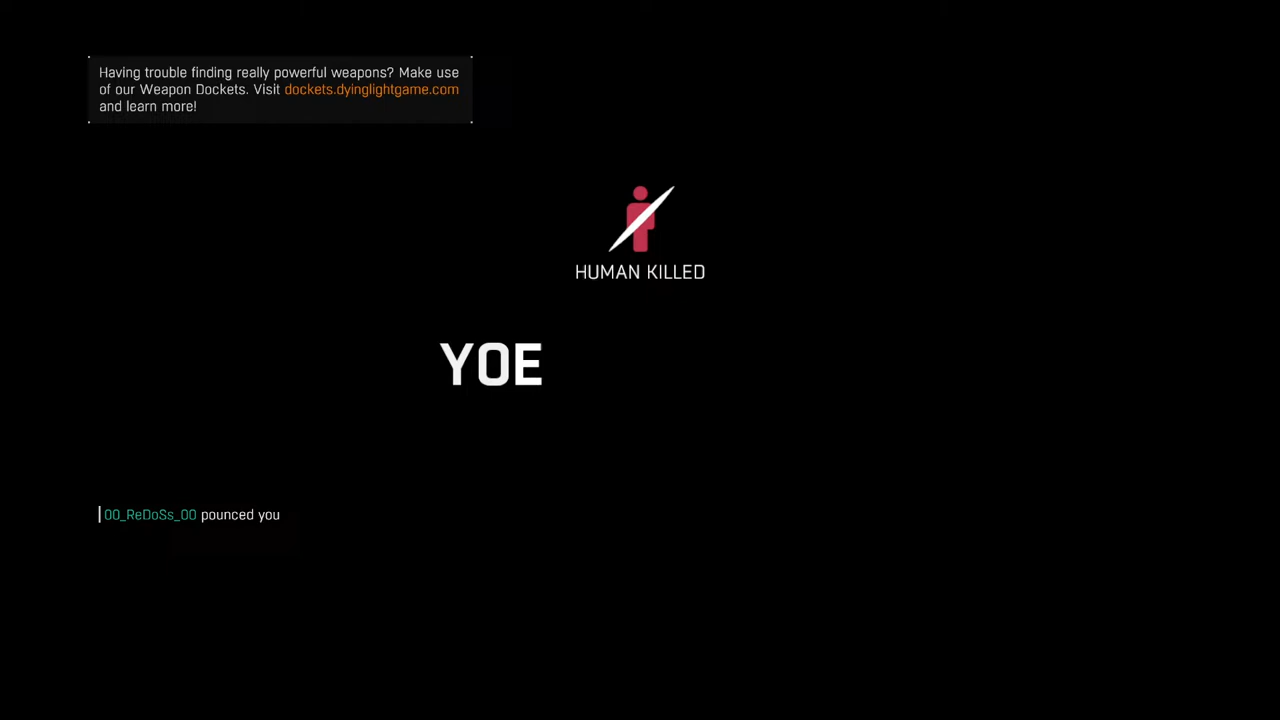 Having trouble finding really powerful weapons? Make use
of our Weapon Dockets. Visit dockets.dyinglightgame.com
and learn more!
HUMAN KILLED
YOE
00_ReDoSs_00 pounced you